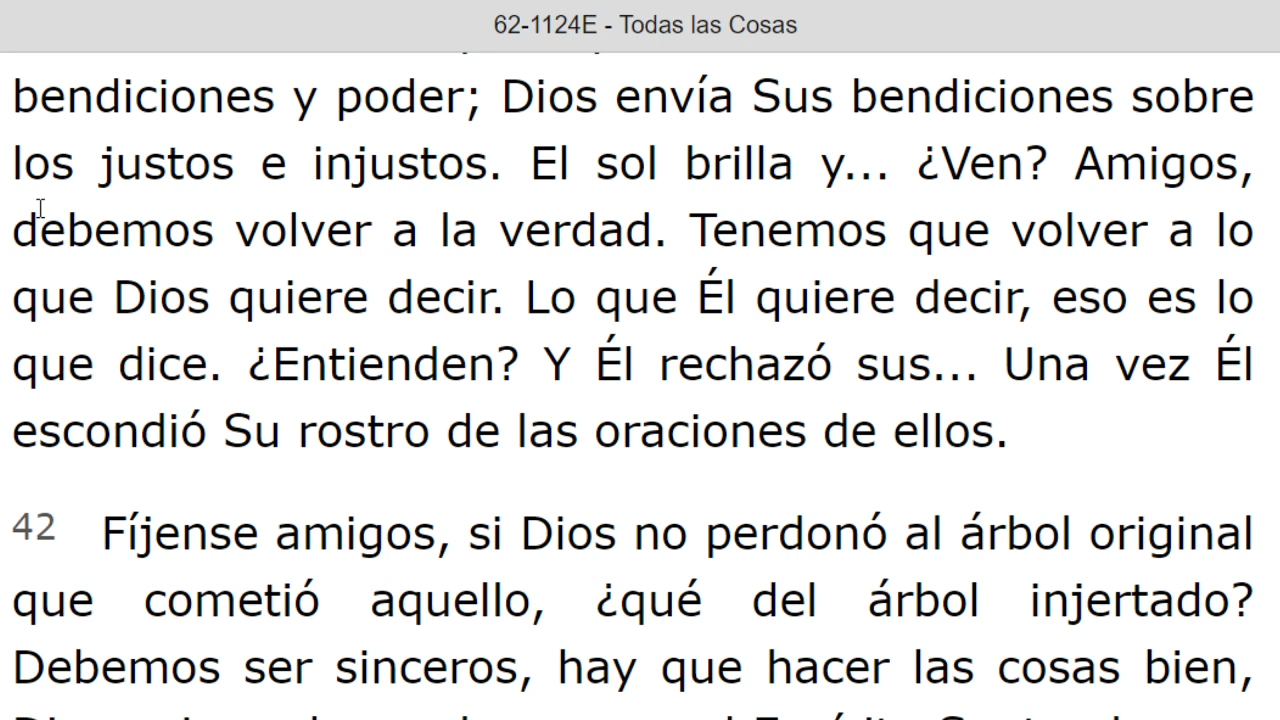 62-1124E - Todas las Cosas
bendiciones y poder; Dios envía Sus bendiciones sobre
los justos e injustos. El sol brilla y... ¿Ven? Amigos,
debemos volver a la verdad. Tenemos que volver a lo
que Dios quiere decir. Lo que Él quiere decir, eso es lo
que dice. ¿Entienden? Y Él rechazó sus... Una vez Él
escondió Su rostro de las oraciones de ellos.
42 Fíjense amigos, si Dios no perdonó al árbol original
que cometió aquello, ¿qué del árbol injertado?
Debemos ser sinceros, hay que hacer las cosas bien,